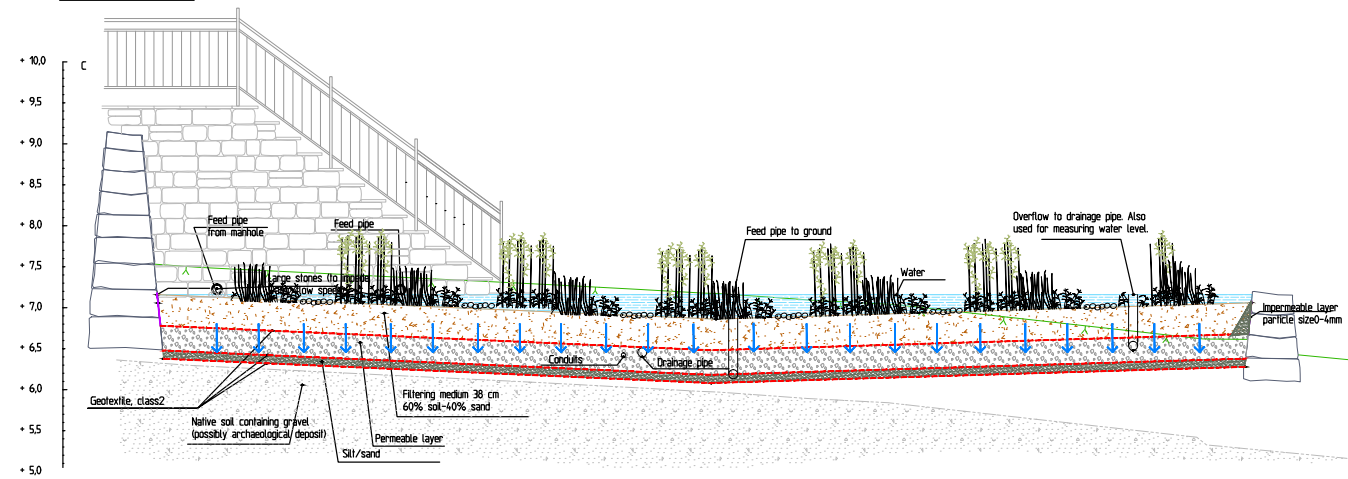 + 10,0
C
+ 9,5
+ 9,0
+ 8,5
+ 8,0
+ 7,5
+ 7,0
+ 6,5
+ 6,0
+ 5,5
+ 5,0
Feed pipe
from manhole
Feed pipe
Large stones (to impede
flow speed)
Feed pipe to ground
Water
Overflow to drainage pipe. Also
used for measuring water level.
Impermeable layer
particle size0-4mm
Conduits
Drainage pipe
Geotextile, class2
Filtering medium 38 cm
60% soil-40% sand
Native soil containing gravel
(possibly archaeological deposit)
Permeable layer
Silt/sand